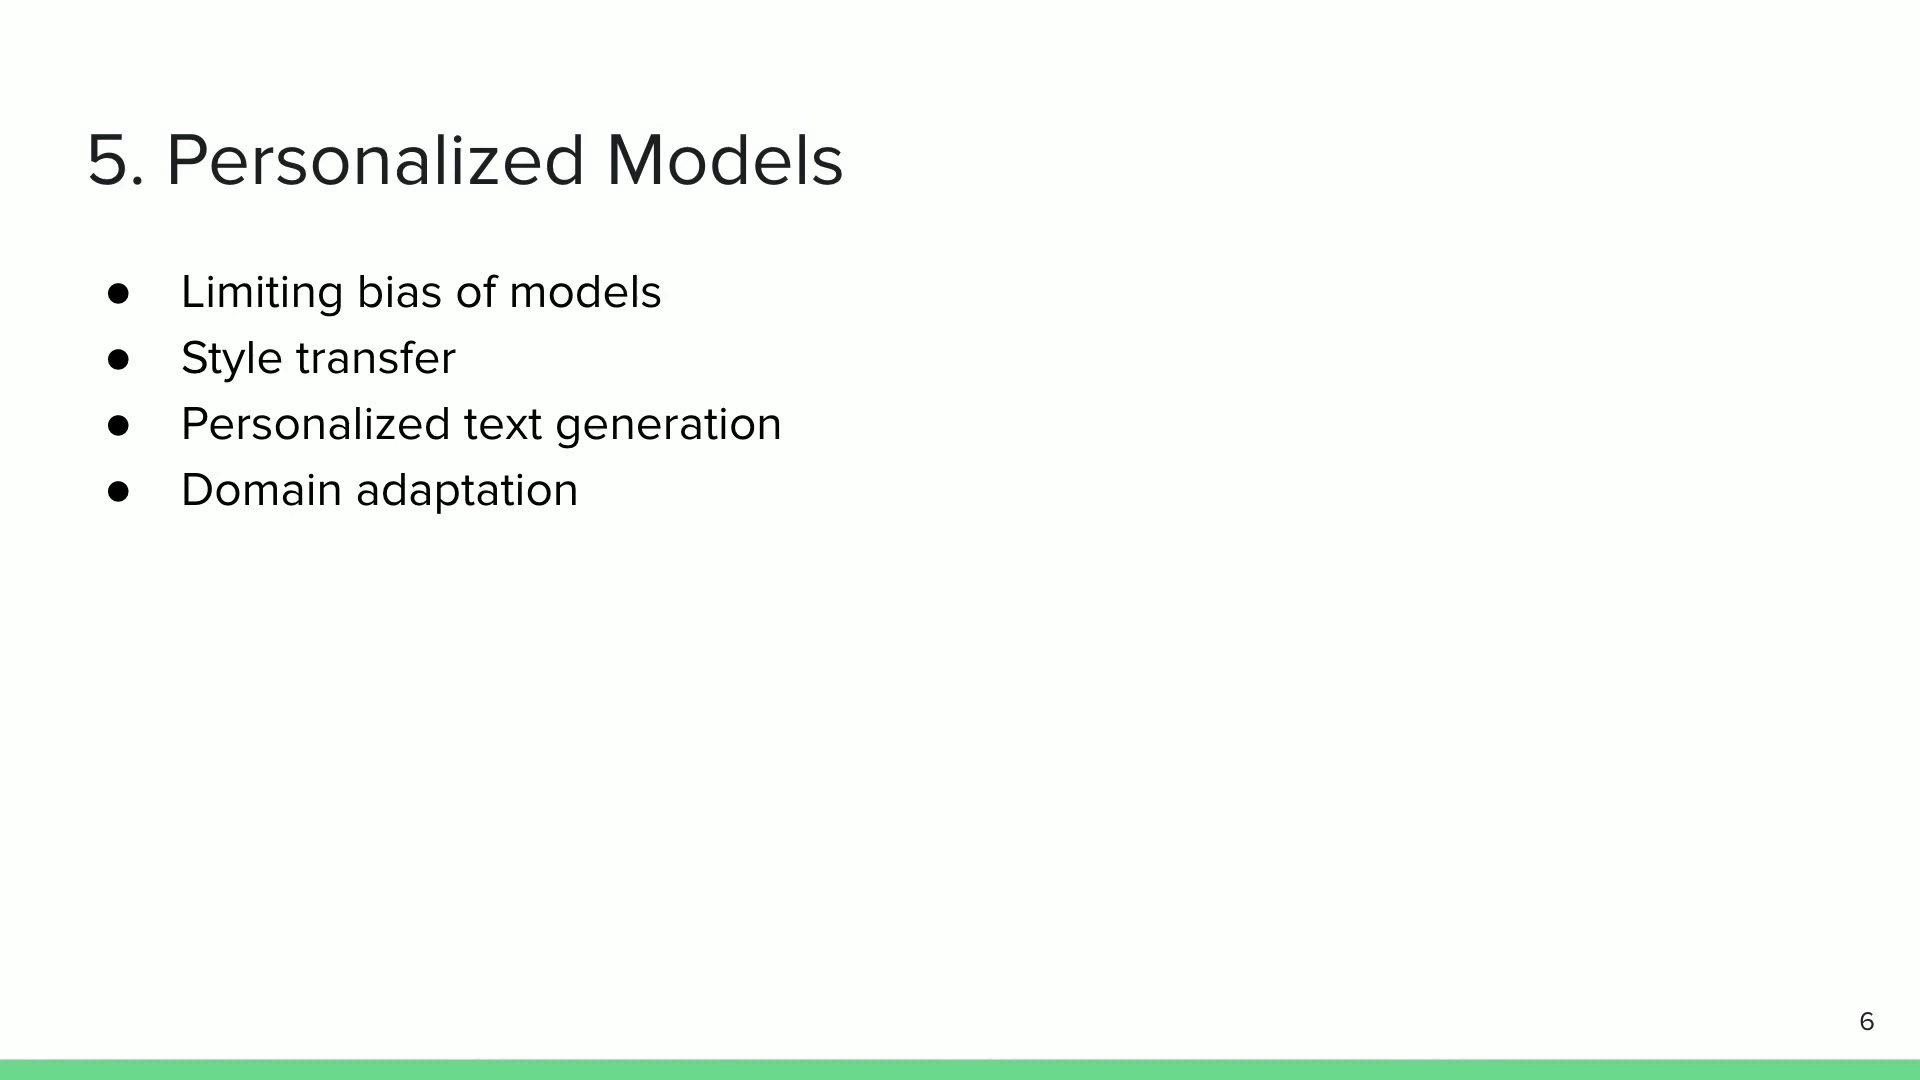 5. Personalized Models
● Limiting bias of models
● Style transfer
● Personalized text generation
● Domain adaptation
6